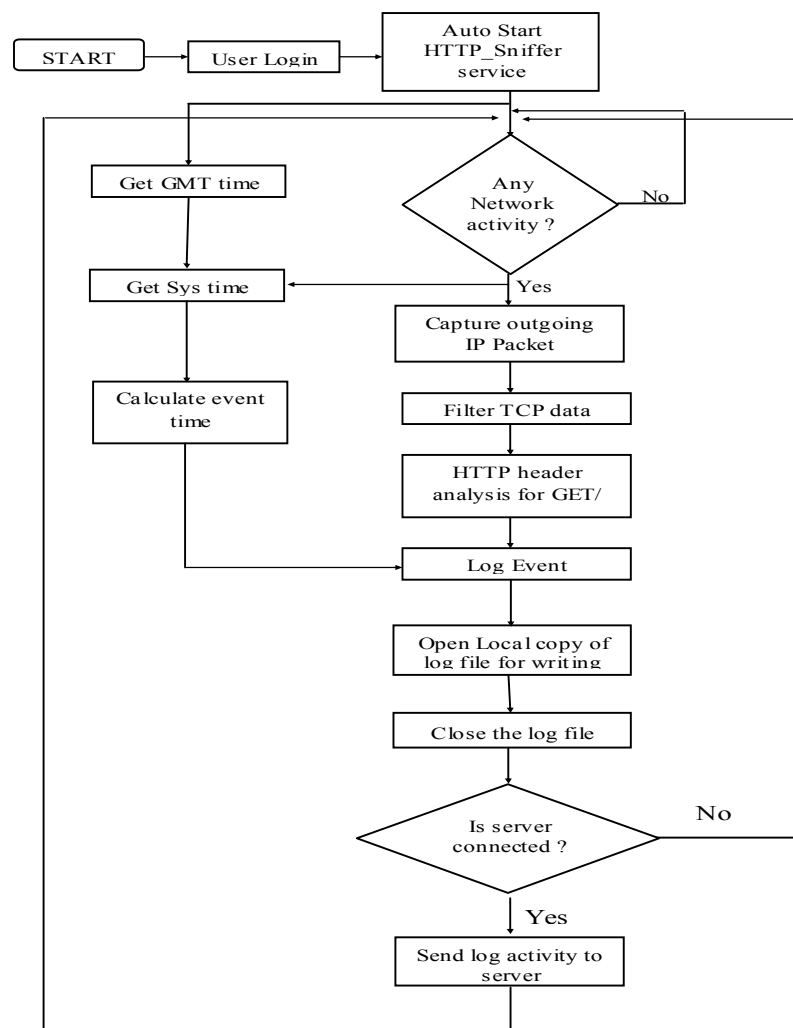 START
User Login
Auto Start
HTTP_Sniffer
service
Get GMT time
Any
Network
activity ?
No
Get Sys time
Yes
Capture outgoing
IP Packet
Calculate event
time
Filter TCP data
HTTP header
analysis for GET/
Log Event
Open Local copy of
log file for writing
Close the log file
Is server
connected ?
No
Yes
Send log activity to
server